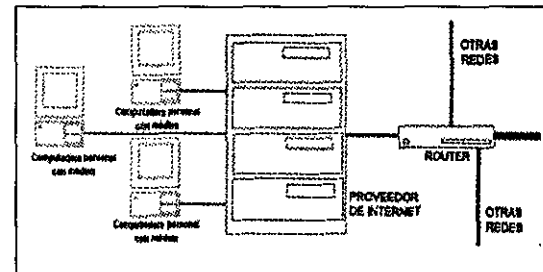 OTRAS
REDES
Computadora personal
con módem
Computadora personal
con módem
ROUTER
Computadora personal
con módem
PROVEEDOR
DE INTERNET
OTRAS
REDES